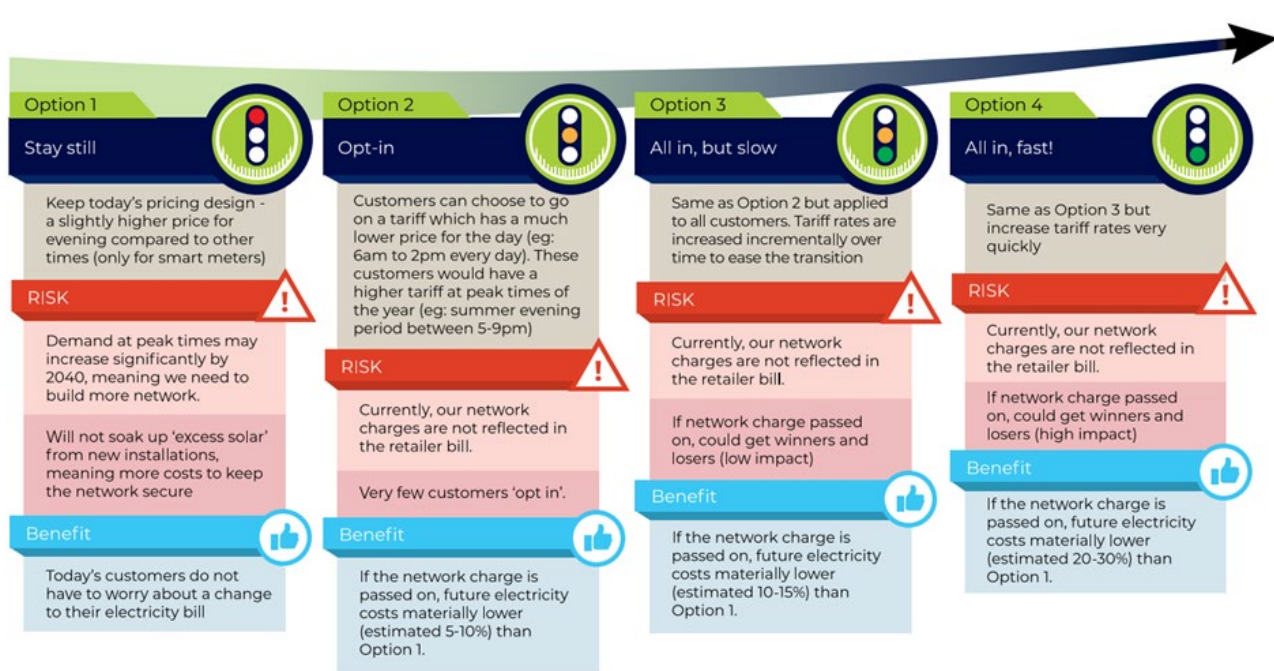 Option 1
Stay still
Keep today's pricing design -
a slightly higher price for
evening compared to other
times (only for smart meters)
RISK
Demand at peak times may
increase significantly by
2040, meaning we need to
build more network.
Will not soak up 'excess solar'
from new installations,
meaning more costs to keep
the network secure
Benefit
Today's customers do not
have to worry about a change
to their electricity bill
Option 2
Opt-in
Customers can choose to go
on a tariff which has a much
lower price for the day (eg:
6am to 2pm every day). These
customers would have a
higher tariff at peak times of
the year (eg: summer evening
period between 5-9pm)
RISK
Currently, our network
charges are not reflected in
the retailer bill.
Very few customers 'opt in'.
Benefit
If the network charge is
passed on, future electricity
costs materially lower
(estimated 5-10%) than
Option 1.
Option 3
All in, but slow
Same as Option 2 but applied
to all customers. Tariff rates are
increased incrementally over
time to ease the transition
RISK
Currently, our network
charges are not reflected in
the retailer bill.
If network charge passed
on, could get winners and
losers (low impact)
Benefit
If the network charge is
passed on, future electricity
costs materially lower
(estimated 10-15%) than
Option 1.
Option 4
All in, fast!
Same as Option 3 but
increase tariff rates very
quickly
RISK
Currently, our network
charges are not reflected in
the retailer bill.
If network charge passed
on, could get winners and
losers (high impact)
Benefit
If the network charge is
passed on, future electricity
costs materially lower
(estimated 20-30%) than
Option 1.